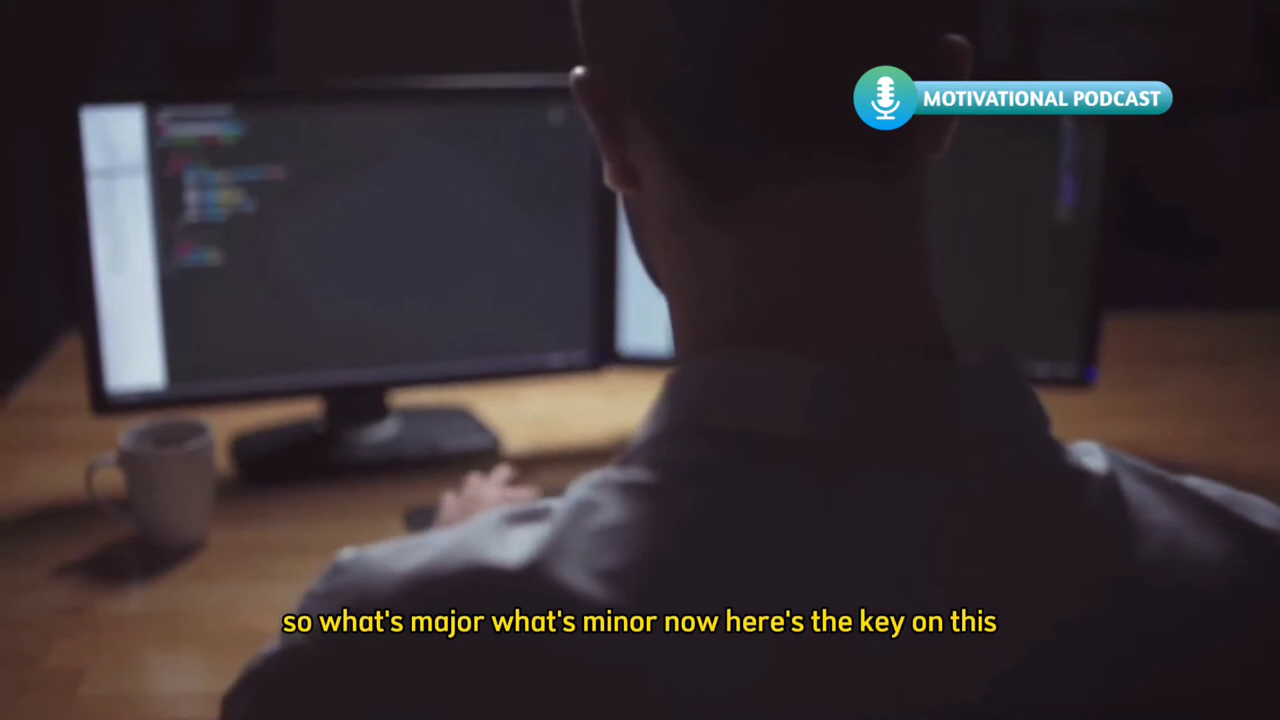 MOTIVATIONAL PODCAST
so what's major what's minor now here's the key on this